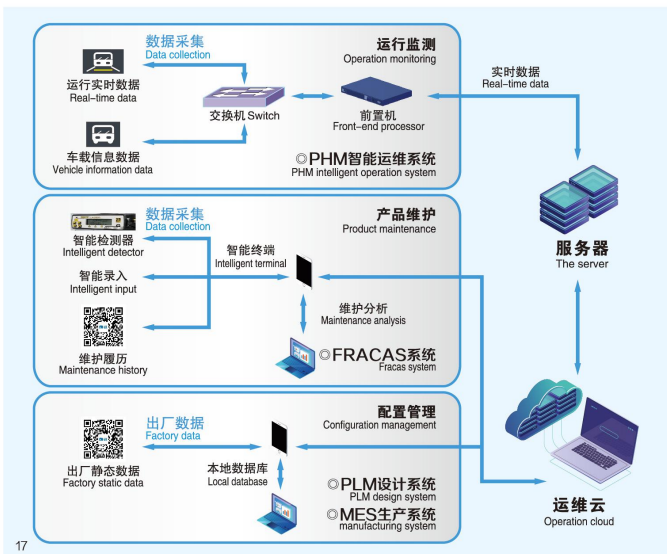 数据采集
Data collection
运行监测
Operation monitoring
运行实时数据
Real-time data
交换机 Switch
前置机
Front-end processor
车载信息数据
Vehicle information data
◎PHM智能运维系统
PHM intelligent operation system
实时数据
Real-time data
服务器
The server
数据采集
Data collection
产品维护
Product maintenance
智能检测器
Intelligent detector
智能终端
Intelligent terminal
智能录入
Intelligent input
维护分析
Maintenance analysis
维护履历
Maintenance history
◎FRACAS系统
Fracas system
出厂数据
Factory data
配置管理
Configuration management
出厂静态数据
Factory static data
本地数据库
Local database
◎PLM设计系统
PLM design system
◎MES生产系统
manufacturing system
运维云
Operation cloud
17